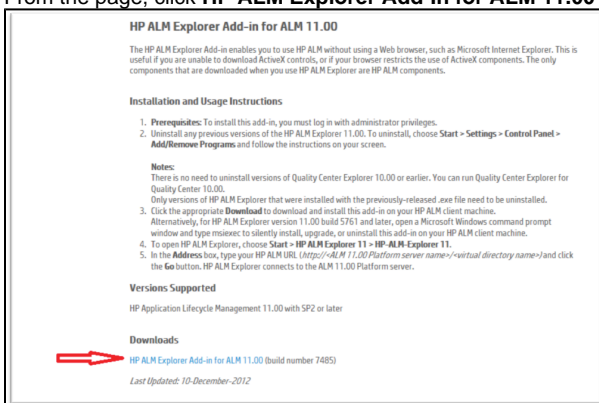 From the page, click HP ALM Explorer Add-in for ALM 11.00
HP ALM Explorer Add-in for ALM 11.00
The HP ALM Explorer Add-in enables you to use HP ALM without using a Web browser, such as Microsoft Internet Explorer. This is
useful if you are unable to download ActiveX controls, or if your browser restricts the use of ActiveX components. The only
components that are downloaded when you use HP ALM Explorer are HP ALM components.
Installation and Usage Instructions
1. Prerequisites: To install this add-in, you must log in with administrator privileges.
2. Uninstall any previous versions of the HP ALM Explorer 11.00. To uninstall, choose Start > Settings > Control Panel >
Add/Remove Programs and follow the instructions on your screen.
Notes:
There is no need to uninstall versions of Quality Center Explorer 10.00 or earlier. You can run Quality Center Explorer for
Quality Center 10.00.
Only versions of HP ALM Explorer that were installed with the previously-released .exe file need to be uninstalled.
3. Click the appropriate Download to download and install this add-in on your HP ALM client machine.
Alternatively, for HP ALM Explorer version 11.00 build 5761 and later, open a Microsoft Windows command prompt
window and type msiexec to silently install, upgrade, or uninstall this add-in on your HP ALM client machine.
4. To open HP ALM Explorer, choose Start > HP ALM Explorer 11 > HP-ALM-Explorer 11.
5. In the Address box, type your HP ALM URL (http://<ALM 11.00 Platform server name>/<virtual directory name>) and click
the Go button. HP ALM Explorer connects to the ALM 11.00 Platform server.
Versions Supported
HP Application Lifecycle Management 11.00 with SP2 or later
Downloads
HP ALM Explorer Add-in for ALM 11.00 (build number 7485)
Last Updated: 10-December-2012